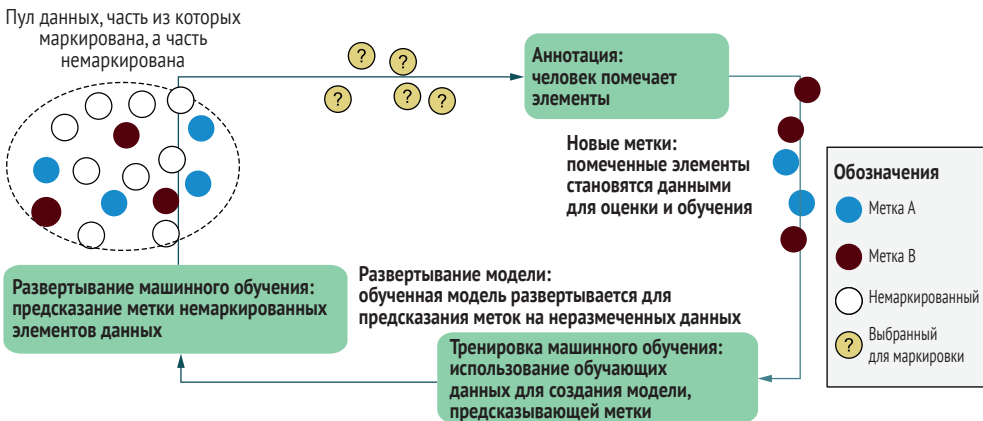 Пул данных, часть из которых
маркирована, а часть
немаркирована
?
?
?
?
?
Аннотация:
человек помечает
элементы
Новые метки:
помеченные элементы
становятся данными
для оценки и обучения
Обозначения
Метка A
Метка B
Немаркированный
?
Выбранный
для маркировки
Развертывание машинного обучения:
предсказание метки немаркированных
элементов данных
Развертывание модели:
обученная модель развертывается для
предсказания меток на неразмеченных данных
Тренировка машинного обучения:
использование обучающих
данных для создания модели,
предсказывающей метки